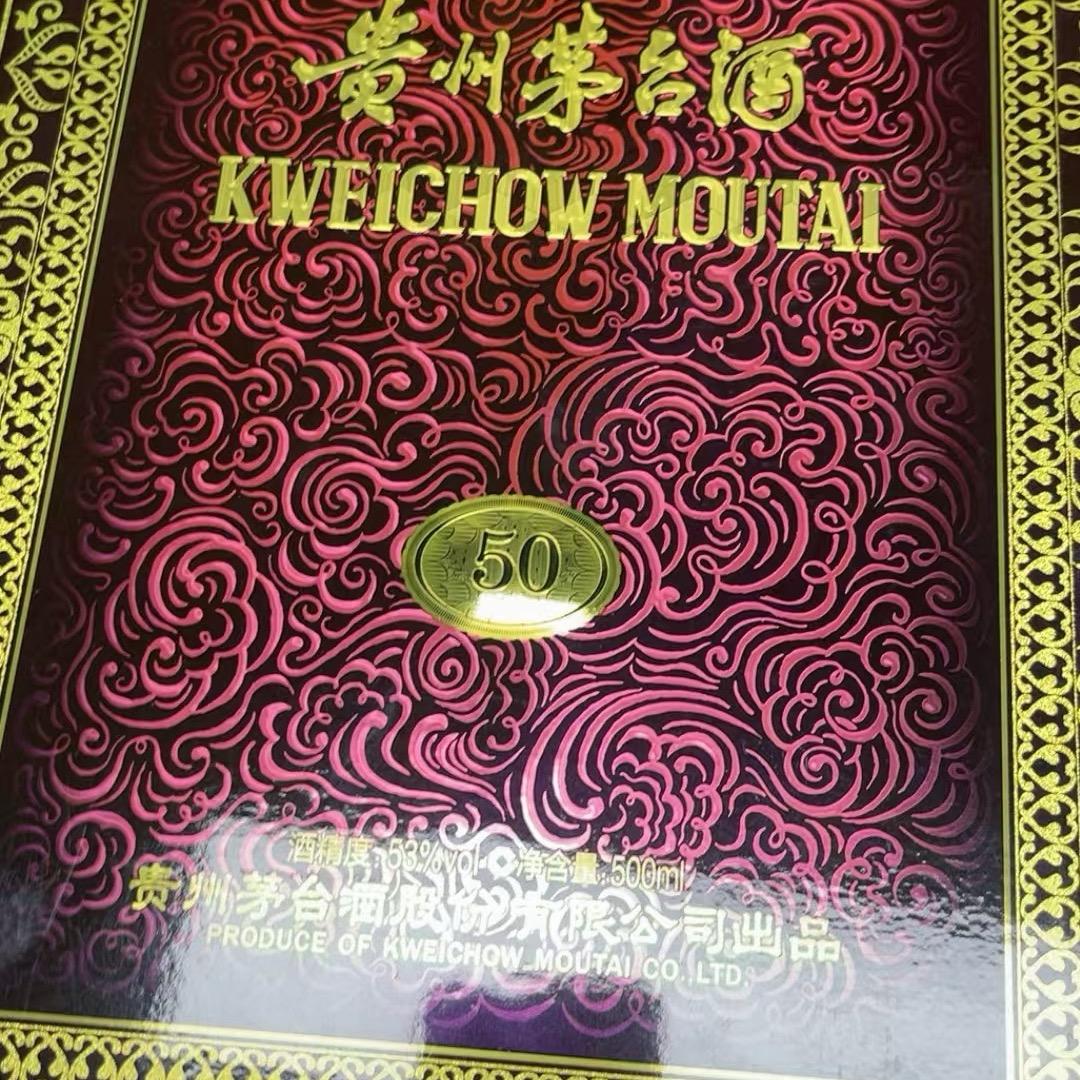 贵州茅台酒
KWEICHOW MOUTAI
50
酒精度:53%vol 净含量:500ml
贵州茅台酒股份有限公司出品
PRODUCE OF KWEICHOW MOUTAI CO.,LTD.